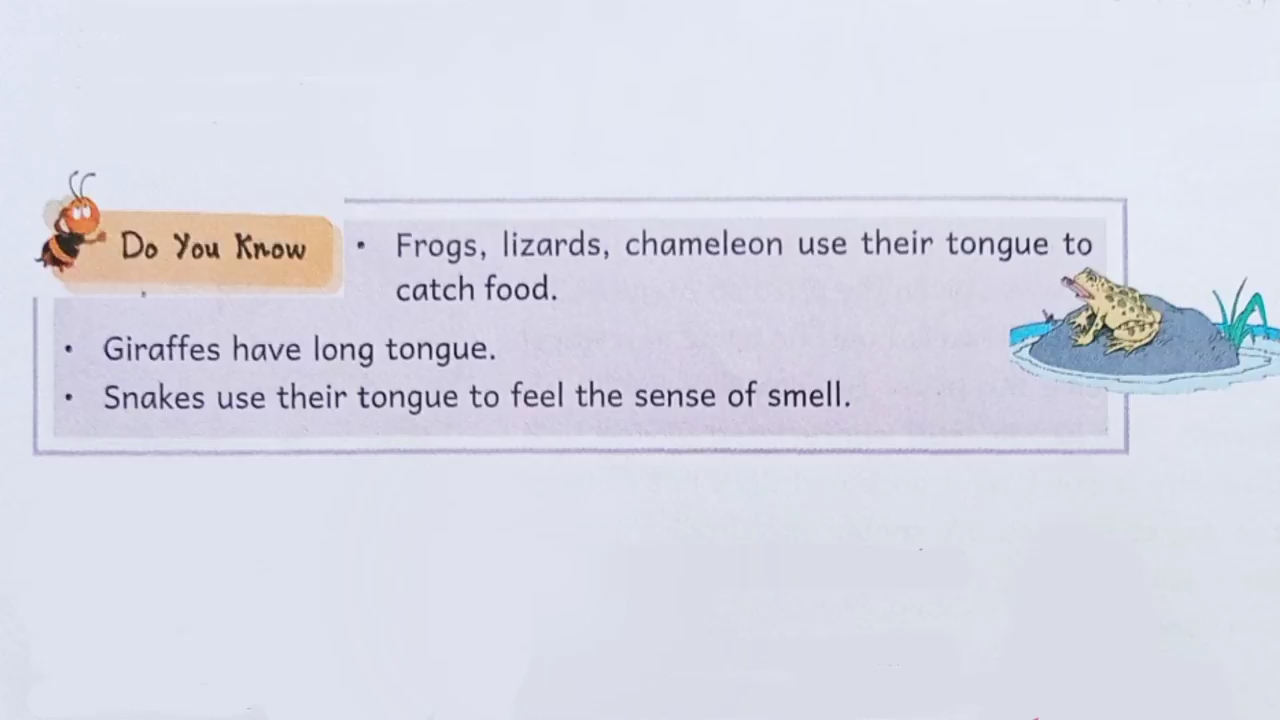 Do You Know
• Frogs, lizards, chameleon use their tongue to
catch food.
• Giraffes have long tongue.
• Snakes use their tongue to feel the sense of smell.